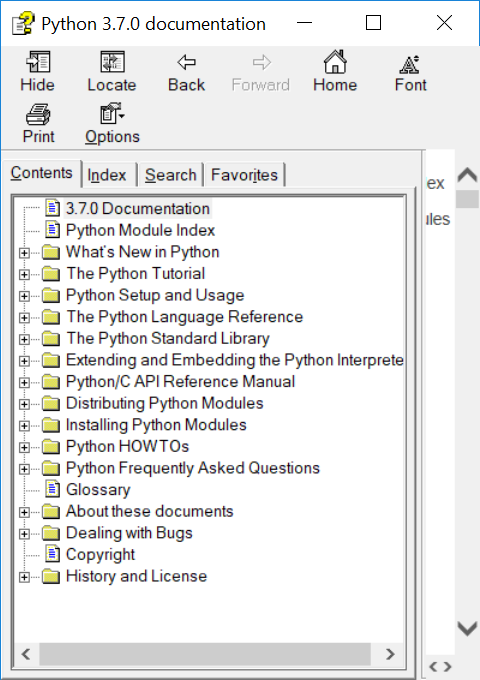 Python 3.7.0 documentation
Hide Locate Back Forward Home Font
Print Options
Contents Index Search Favorites
ex
ules
3.7.0 Documentation
Python Module Index
What's New in Python
The Python Tutorial
Python Setup and Usage
The Python Language Reference
The Python Standard Library
Extending and Embedding the Python Interprete
Python/C API Reference Manual
Distributing Python Modules
Installing Python Modules
Python HOWTOs
Python Frequently Asked Questions
Glossary
About these documents
Dealing with Bugs
Copyright
History and License